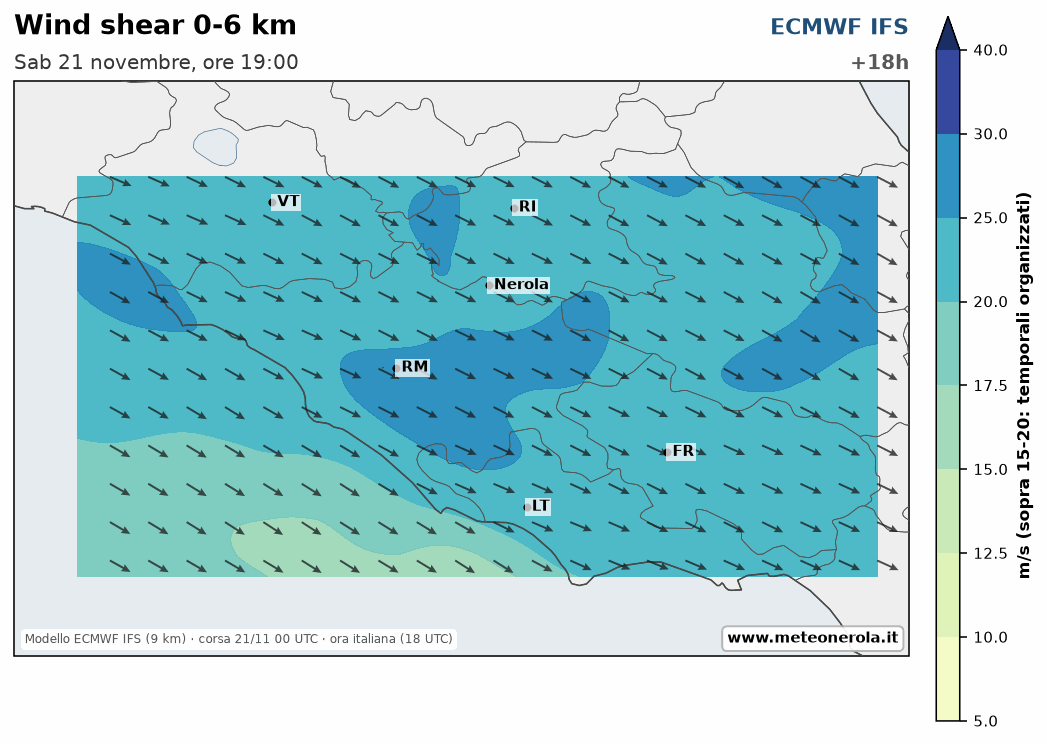 Wind shear 0-6 km
ECMWF IFS
Sab 21 novembre, ore 19:00
+18h
VT
RI
Nerola
RM
FR
LT
Modello ECMWF IFS (9 km) · corsa 21/11 00 UTC · ora italiana (18 UTC)
www.meteonerola.it
40.0
30.0
25.0
20.0
17.5
15.0
12.5
10.0
5.0
m/s (sopra 15-20: temporali organizzati)